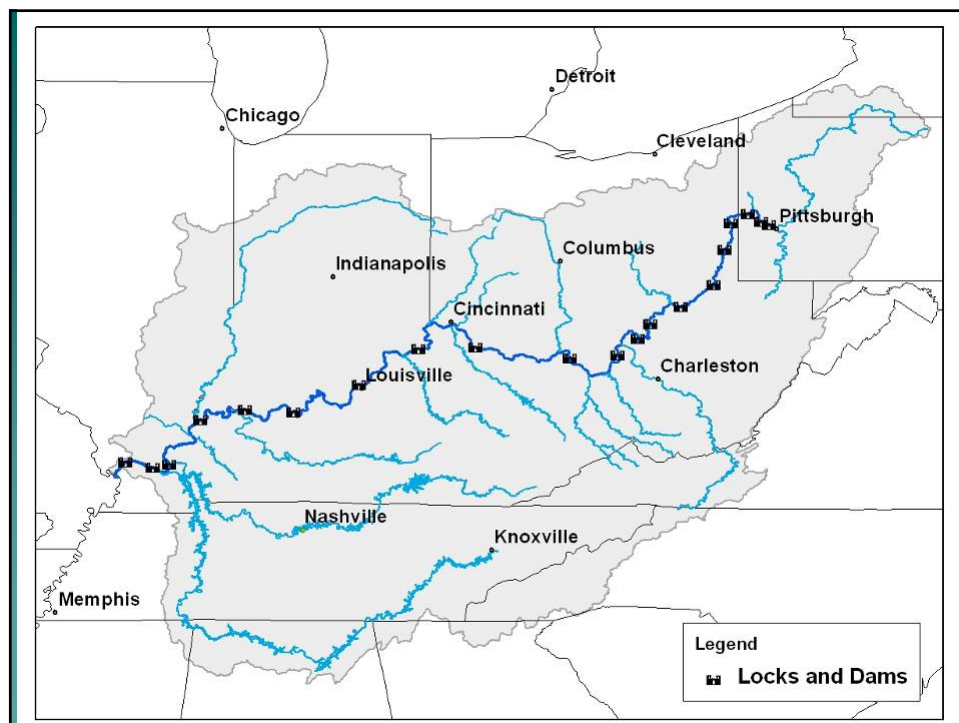 Detroit
Chicago
Cleveland
Pittsburgh
Columbus
Indianapolis
Cincinnati
Charleston
Louisville
Nashville
Knoxville
Memphis
Legend
Locks and Dams